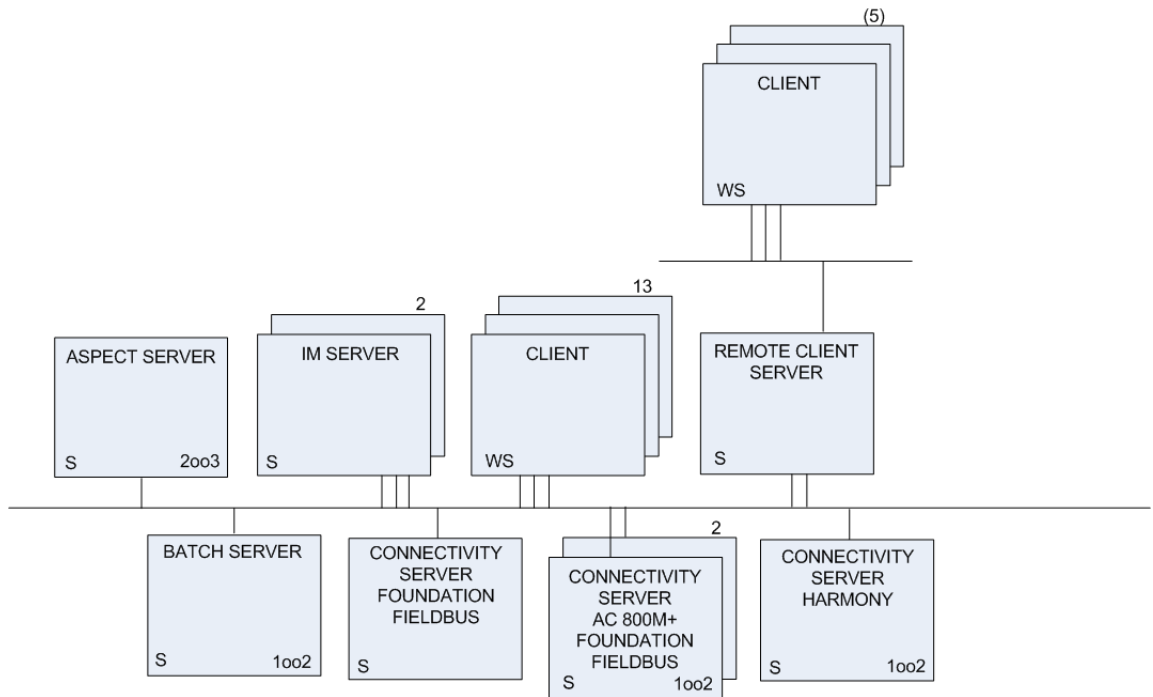 (5)
CLIENT
WS
2
13
ASPECT SERVER
S 2oo3
IM SERVER
S
CLIENT
WS
REMOTE CLIENT
SERVER
S
BATCH SERVER
S 1oo2
CONNECTIVITY
SERVER
FOUNDATION
FIELDBUS
S
2
CONNECTIVITY
SERVER
AC 800M+
FOUNDATION
FIELDBUS
S 1oo2
CONNECTIVITY
SERVER
HARMONY
S 1oo2